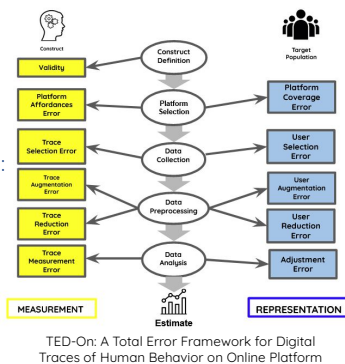 Construct
Target
Population
Construct
Definition
Validity
Platform
Affordances
Error
Platform
Selection
Platform
Coverage
Error
:
Trace
Selection Error
Data
Collection
User
Selection
Error
Trace
Augmentation
Error
User
Augmentation
Error
Data
Preprocessing
Trace
Reduction
Error
User
Reduction
Error
Trace
Measurement
Error
Data
Analysis
Adjustment
Error
MEASUREMENT
Estimate
REPRESENTATION
TED-On: A Total Error Framework for Digital
Traces of Human Behavior on Online Platform